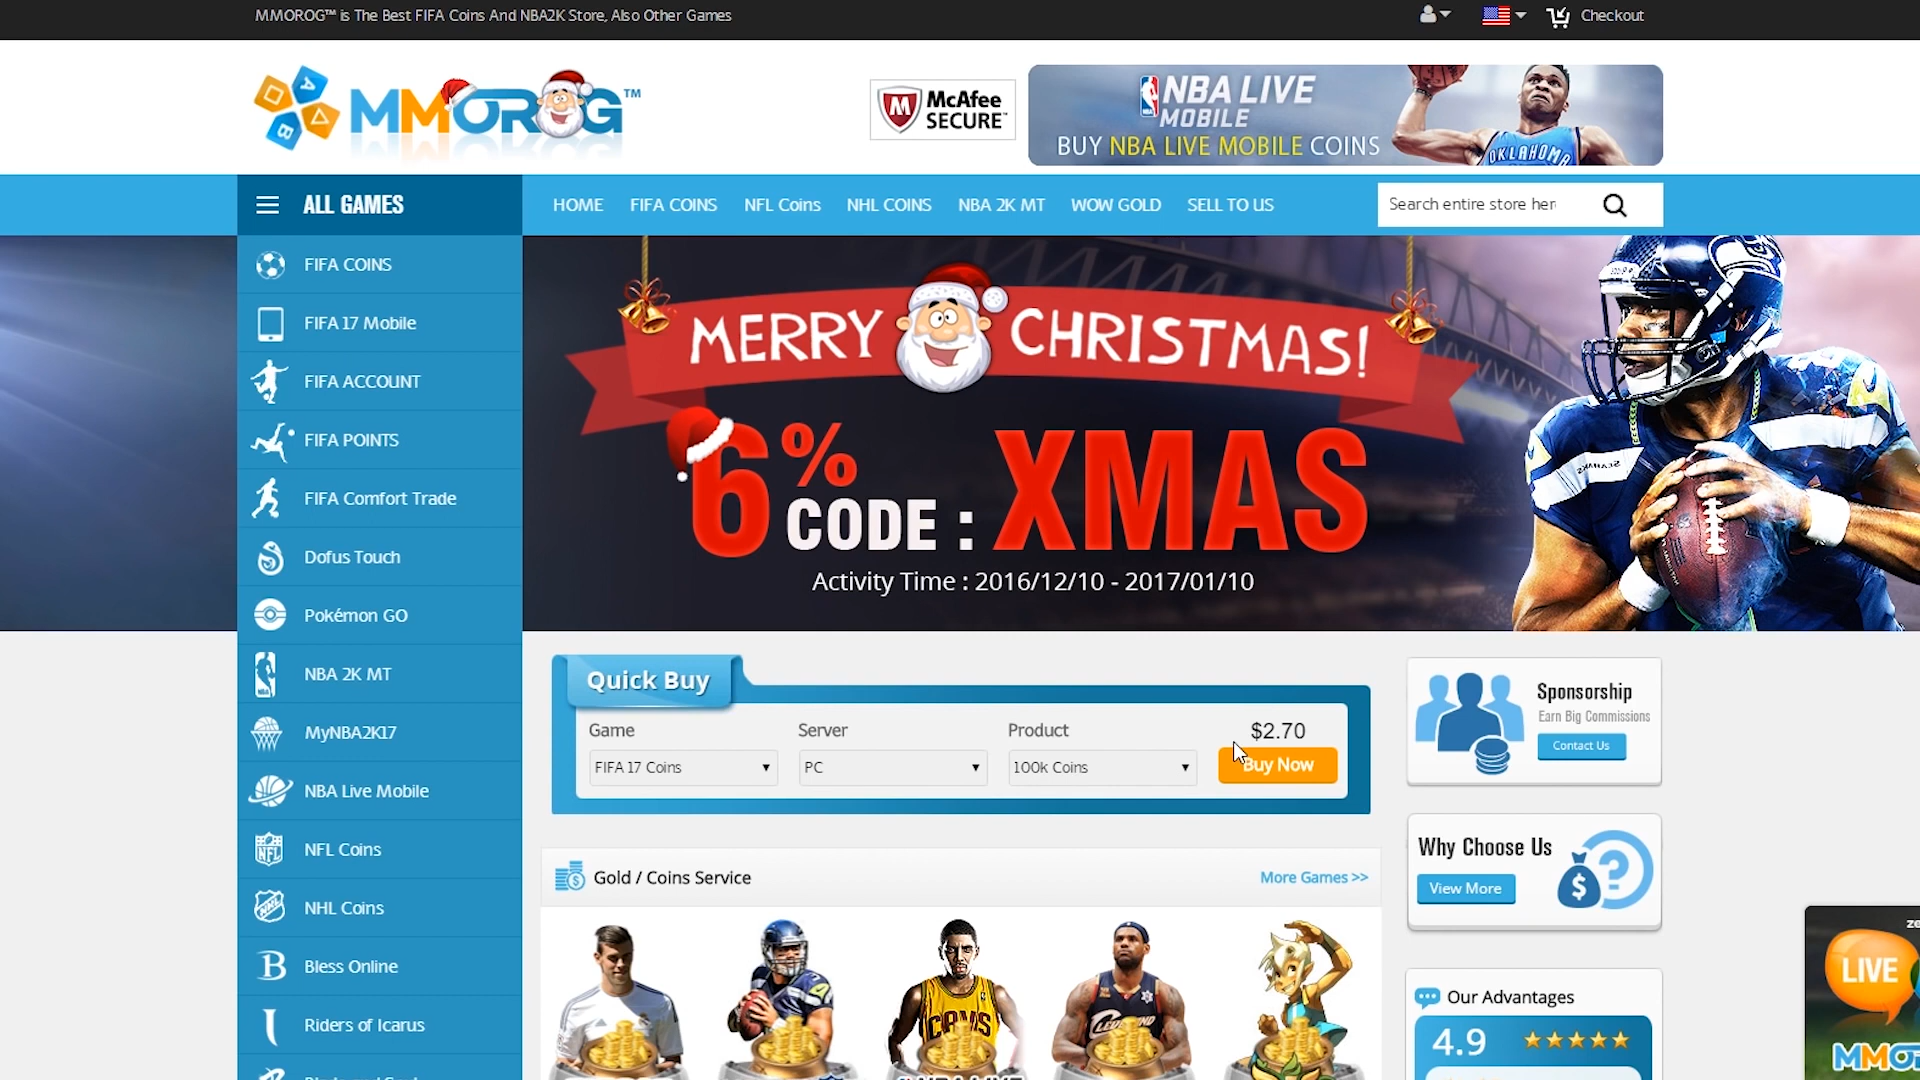 MMOROG™ is The Best FIFA Coins And NBA2K Store, Also Other Games
Checkout
MMOROG™
McAfee
SECURE™
NBA LIVE
MOBILE
BUY NBA LIVE MOBILE COINS
OKLAHOMA
ALL GAMES
HOME
FIFA COINS
NFL Coins
NHL COINS
NBA 2K MT
WOW GOLD
SELL TO US
Search entire store her
FIFA COINS
FIFA 17 Mobile
FIFA ACCOUNT
FIFA POINTS
FIFA Comfort Trade
Dofus Touch
Pokémon GO
NBA 2K MT
MyNBA2K17
NBA Live Mobile
NFL Coins
NHL Coins
Bless Online
Riders of Icarus
MERRY CHRISTMAS!
6% CODE : XMAS
Activity Time : 2016/12/10 - 2017/01/10
SEAHAWKS
Quick Buy
Game
Server
Product
$2.70
FIFA 17 Coins
PC
100k Coins
Buy Now
Sponsorship
Earn Big Commissions
Contact Us
Why Choose Us
View More
Gold / Coins Service
More Games >>
CAVS
CLEVELAND
Our Advantages
4.9
LIVE